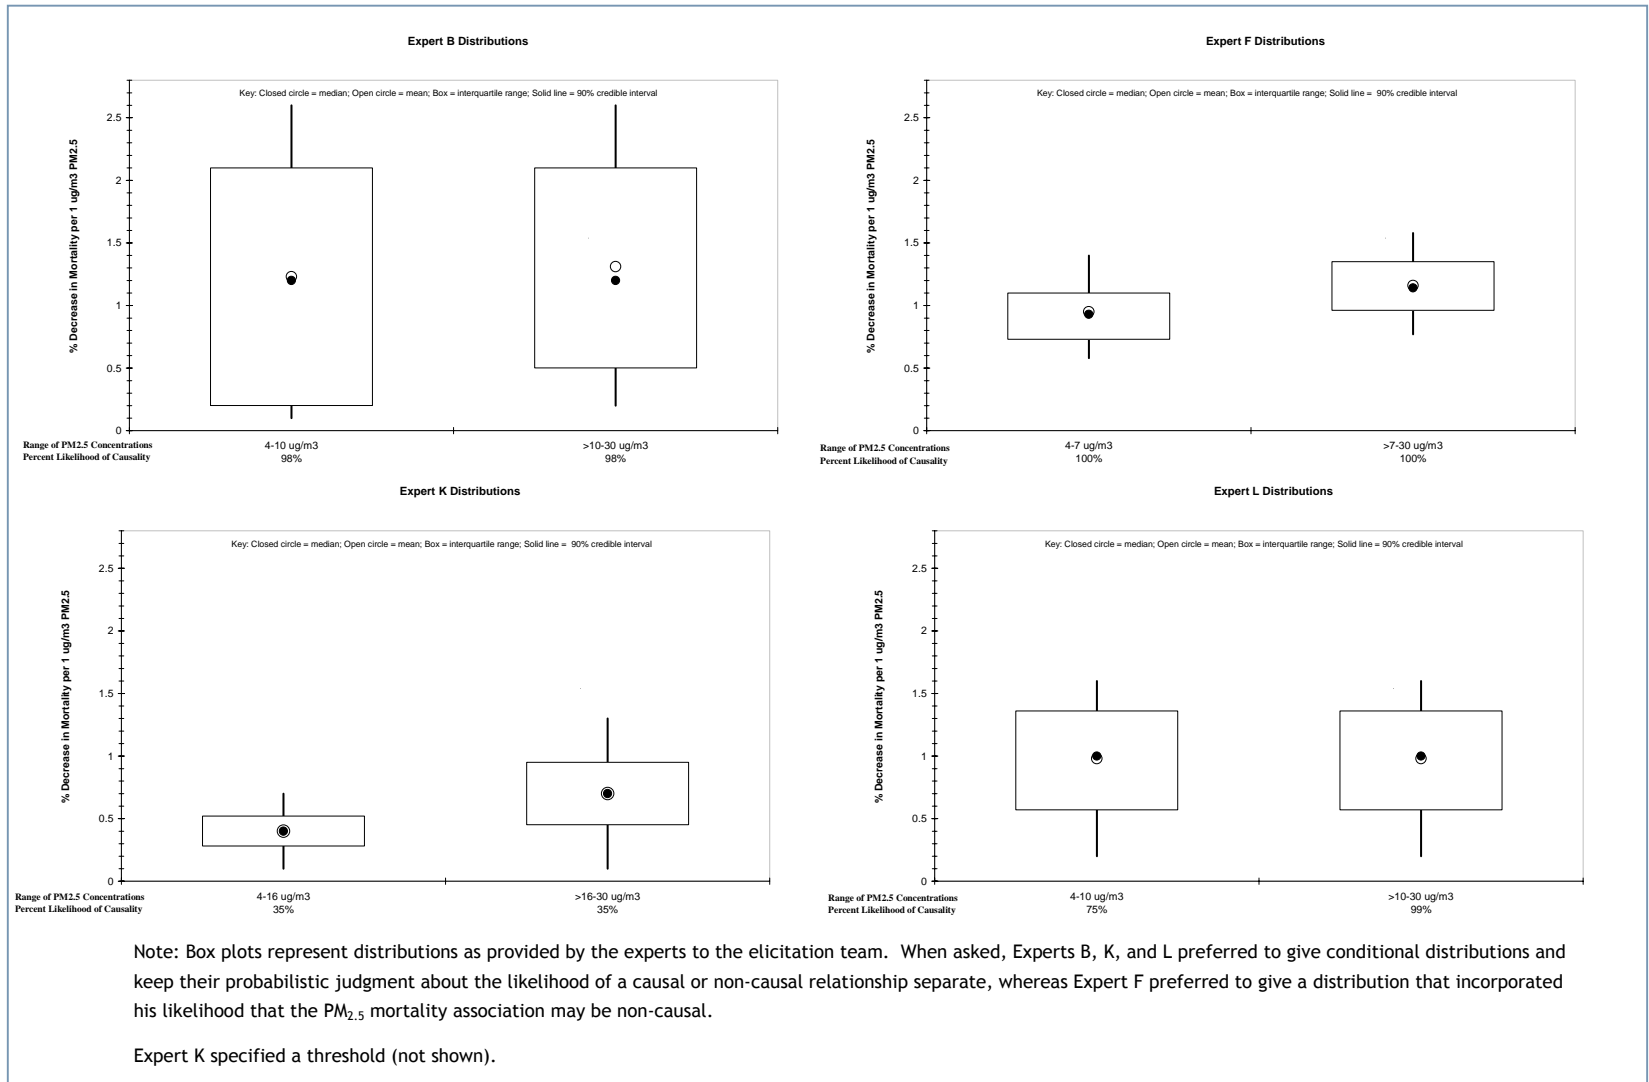 Expert B Distributions
Key: Closed circle = median; Open circle = mean; Box = interquartile range; Solid line = 90% credible interval
% Decrease in Mortality per 1 ug/m3 PM2.5
2.5
2
1.5
1
0.5
0
Range of PM2.5 Concentrations 4-10 ug/m3 >10-30 ug/m3
Percent Likelihood of Causality 98% 98%
Expert F Distributions
Key: Closed circle = median; Open circle = mean; Box = interquartile range; Solid line = 90% credible interval
% Decrease in Mortality per 1 ug/m3 PM2.5
2.5
2
1.5
1
0.5
0
Range of PM2.5 Concentrations 4-7 ug/m3 >7-30 ug/m3
Percent Likelihood of Causality 100% 100%
Expert K Distributions
Key: Closed circle = median; Open circle = mean; Box = interquartile range; Solid line = 90% credible interval
% Decrease in Mortality per 1 ug/m3 PM2.5
2.5
2
1.5
1
0.5
0
Range of PM2.5 Concentrations 4-16 ug/m3 >16-30 ug/m3
Percent Likelihood of Causality 35% 35%
Expert L Distributions
Key: Closed circle = median; Open circle = mean; Box = interquartile range; Solid line = 90% credible interval
% Decrease in Mortality per 1 ug/m3 PM2.5
2.5
2
1.5
1
0.5
0
Range of PM2.5 Concentrations 4-10 ug/m3 >10-30 ug/m3
Percent Likelihood of Causality 75% 99%
Note: Box plots represent distributions as provided by the experts to the elicitation team. When asked, Experts B, K, and L preferred to give conditional distributions and
keep their probabilistic judgment about the likelihood of a causal or non-causal relationship separate, whereas Expert F preferred to give a distribution that incorporated
his likelihood that the PM2.5 mortality association may be non-causal.
Expert K specified a threshold (not shown).